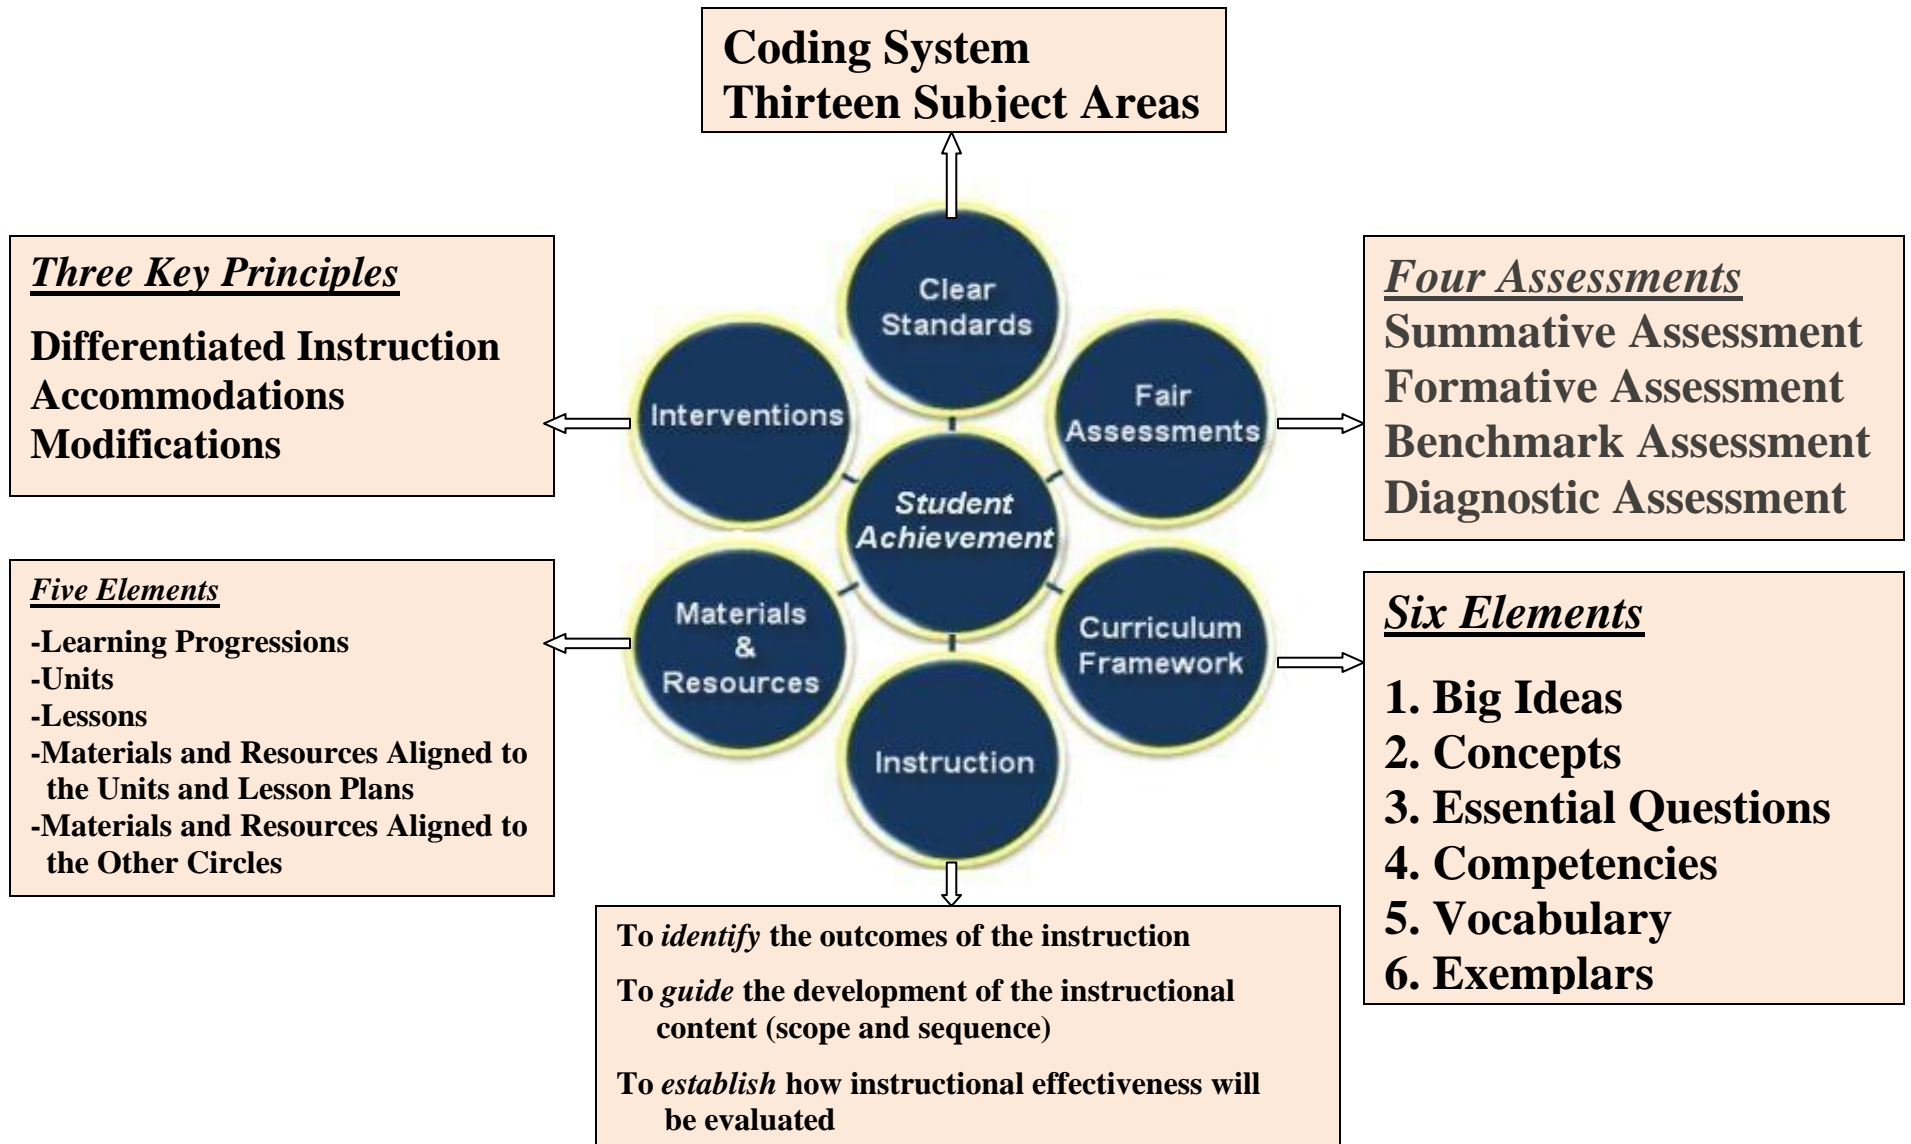 Coding System
Thirteen Subject Areas
Three Key Principles
Differentiated Instruction
Accommodations
Modifications
Clear
Standards
Interventions
Fair
Assessments
Four Assessments
Summative Assessment
Formative Assessment
Benchmark Assessment
Diagnostic Assessment
Student
Achievement
Five Elements
-Learning Progressions
-Units
-Lessons
-Materials and Resources Aligned to
the Units and Lesson Plans
-Materials and Resources Aligned to
the Other Circles
Materials
&
Resources
Curriculum
Framework
Six Elements
1. Big Ideas
2. Concepts
3. Essential Questions
4. Competencies
5. Vocabulary
6. Exemplars
Instruction
To identify the outcomes of the instruction
To guide the development of the instructional
content (scope and sequence)
To establish how instructional effectiveness will
be evaluated